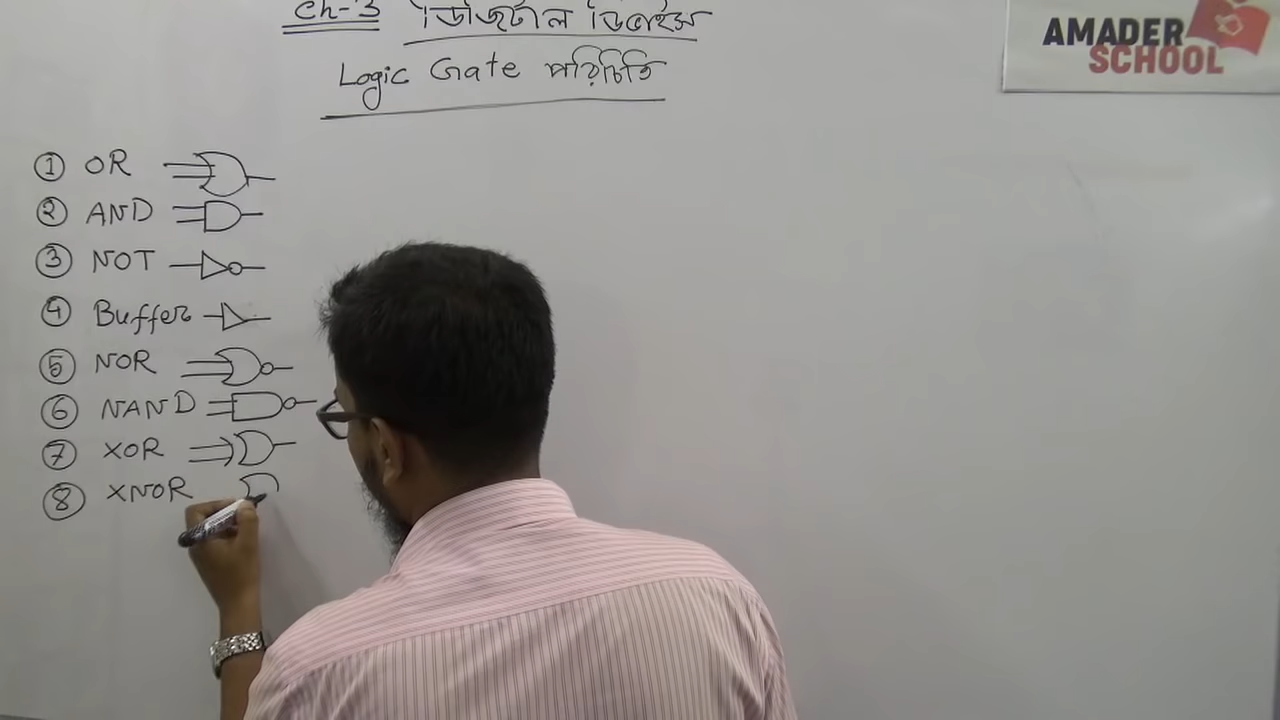 Ch-3 ডিজিটাল ডিভাইস
Logic Gate পরিচিতি
AMADER
SCHOOL
① OR
② AND
③ NOT
④ Buffer
⑤ NOR
⑥ NAND
⑦ XOR
⑧ XNOR